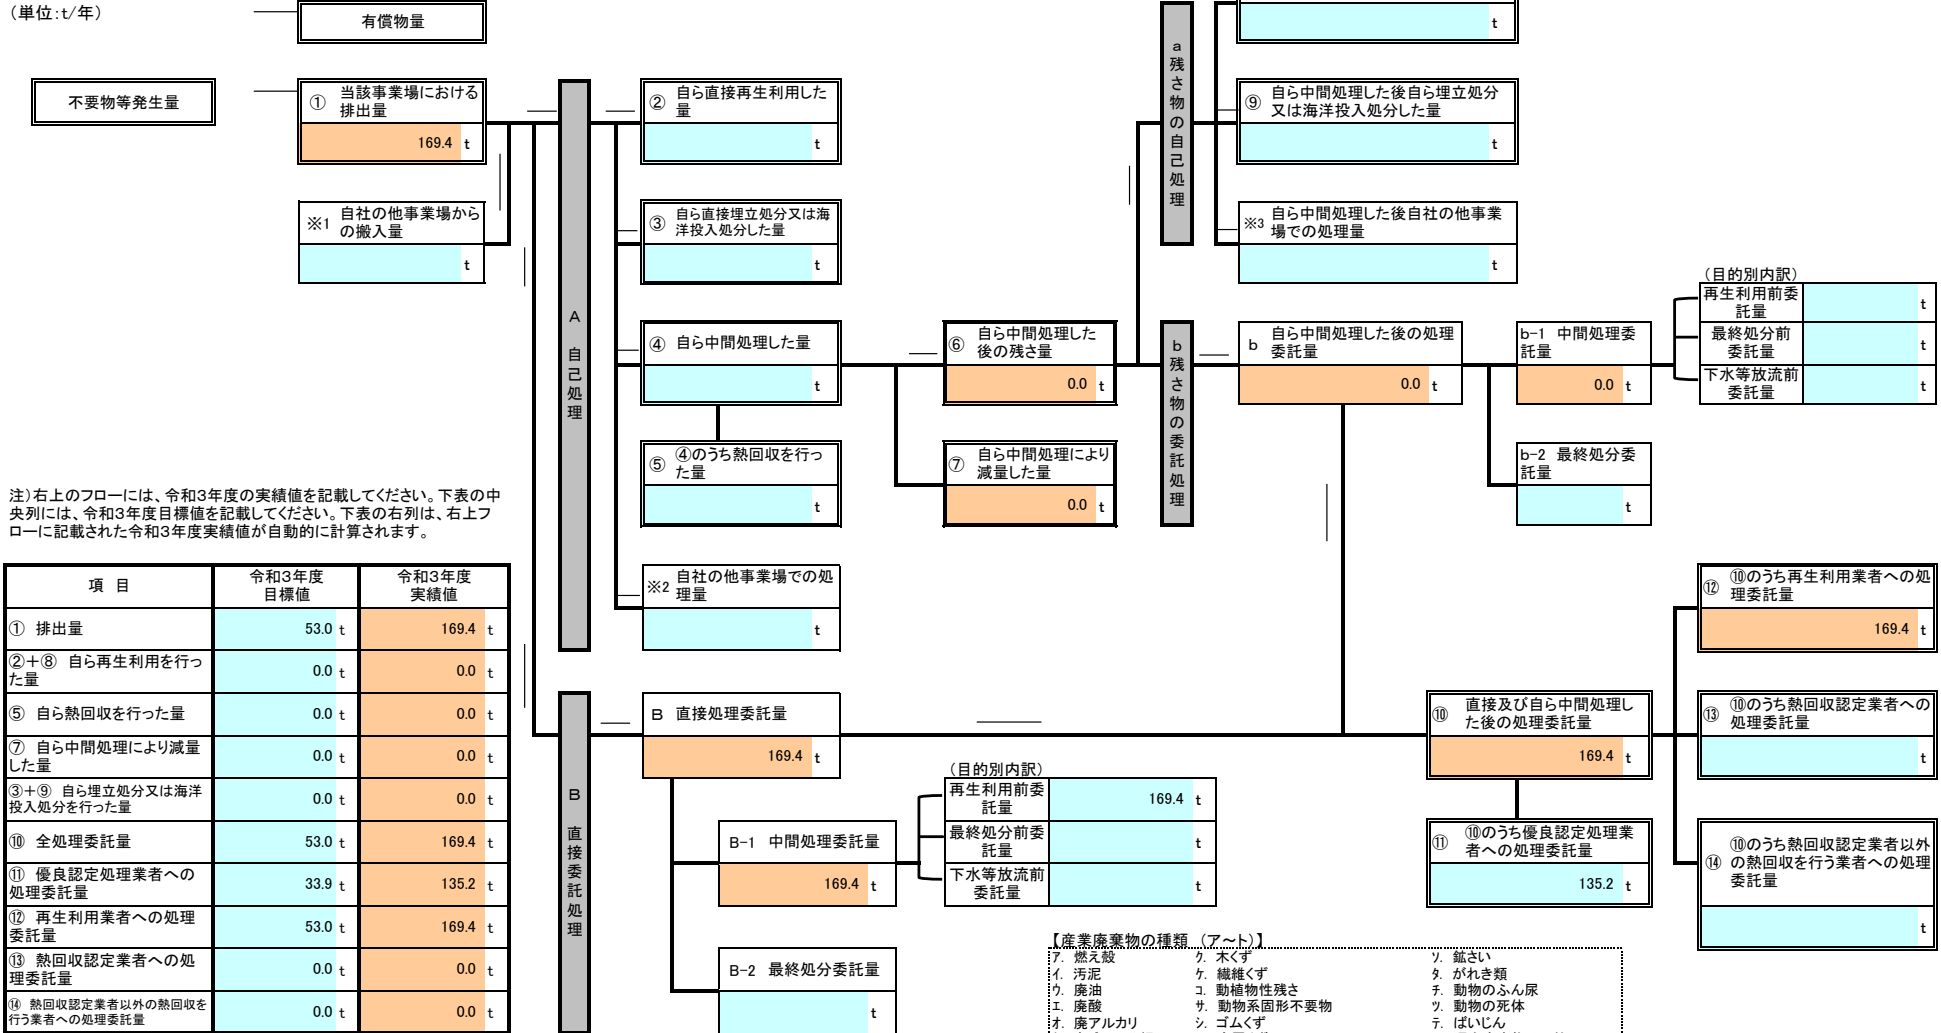 （単位:t/年）
有償物量
t
不要物等発生量
① 当該事業場における
排出量
169.4 t
② 自ら直接再生利用した
量
t
a
残さ物の自己処理
⑨ 自ら中間処理した後自ら埋立処分
又は海洋投入処分した量
t
※1 自社の他事業場から
の搬入量
t
③ 自ら直接埋立処分又は海
洋投入処分した量
t
※3 自ら中間処理した後自社の他事業
場での処理量
t
A
自己処理
④ 自ら中間処理した量
t
⑥ 自ら中間処理した
後の残さ量
0.0 t
b
残さ物の委託処理
b 自ら中間処理した後の処理
委託量
0.0 t
b-1 中間処理委
託量
0.0 t
（目的別内訳）
再生利用前委
託量
t
最終処分前
委託量
t
下水等放流前
委託量
t
⑤ ④のうち熱回収を行っ
た量
t
⑦ 自ら中間処理により
減量した量
0.0 t
b-2 最終処分委
託量
t
注）右上のフローには、令和3年度の実績値を記載してください。下表の中
央列には、令和3年度目標値を記載してください。下表の右列は、右上フ
ローに記載された令和3年度実績値が自動的に計算されます。
※2 自社の他事業場での処
理量
t
項 目
令和3年度
目標値
令和3年度
実績値
① 排出量 53.0 t 169.4 t
②＋⑧ 自ら再生利用を行っ
た量 0.0 t 0.0 t
⑤ 自ら熱回収を行った量 0.0 t 0.0 t
⑦ 自ら中間処理により減量
した量 0.0 t 0.0 t
③＋⑨ 自ら埋立処分又は海洋
投入処分を行った量 0.0 t 0.0 t
⑩ 全処理委託量 53.0 t 169.4 t
⑪ 優良認定処理業者への
処理委託量 33.9 t 135.2 t
⑫ 再生利用業者への処理
委託量 53.0 t 169.4 t
⑬ 熱回収認定業者への処
理委託量 0.0 t 0.0 t
⑭ 熱回収認定業者以外の熱回収を
行う業者への処理委託量 0.0 t 0.0 t
B
直接委託処理
B 直接処理委託量
169.4 t
B-1 中間処理委託量
169.4 t
（目的別内訳）
再生利用前委
託量
169.4 t
最終処分前委
託量
t
下水等放流前
委託量
t
B-2 最終処分委託量
t
⑩ 直接及び自ら中間処理し
た後の処理委託量
169.4 t
⑪ ⑩のうち優良認定処理業
者への処理委託量
135.2 t
⑫ ⑩のうち再生利用業者への処
理委託量
169.4 t
⑬ ⑩のうち熱回収認定業者への
処理委託量
t
⑭ ⑩のうち熱回収認定業者以外
の熱回収を行う業者への処理
委託量
t
【産業廃棄物の種類 （ア～ト）】
ア. 燃え殻 ク. 木くず ソ. 鉱さい
イ. 汚泥 ケ. 繊維くず タ. がれき類
ウ. 廃油 コ. 動植物性残さ チ. 動物のふん尿
エ. 廃酸 サ. 動物系固形不要物 ツ. 動物の死体
オ. 廃アルカリ シ. ゴムくず テ. ばいじん